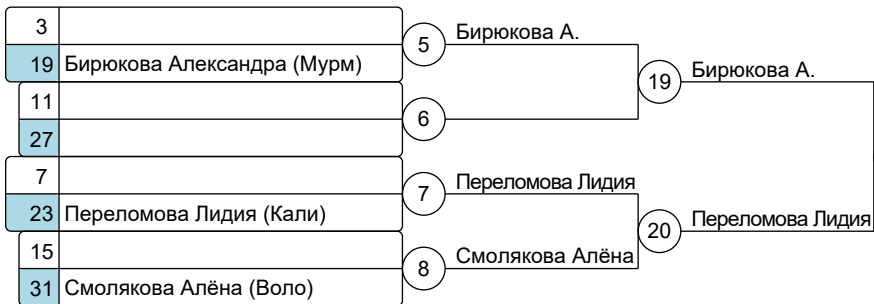 3
5 Бирюкова А.
19 Бирюкова Александра (Мурм)
19 Бирюкова А.
11
6
27
7
7 Переломова Лидия
23 Переломова Лидия (Кали)
20 Переломова Лидия
15
8 Смолякова Алёна
31 Смолякова Алёна (Воло)